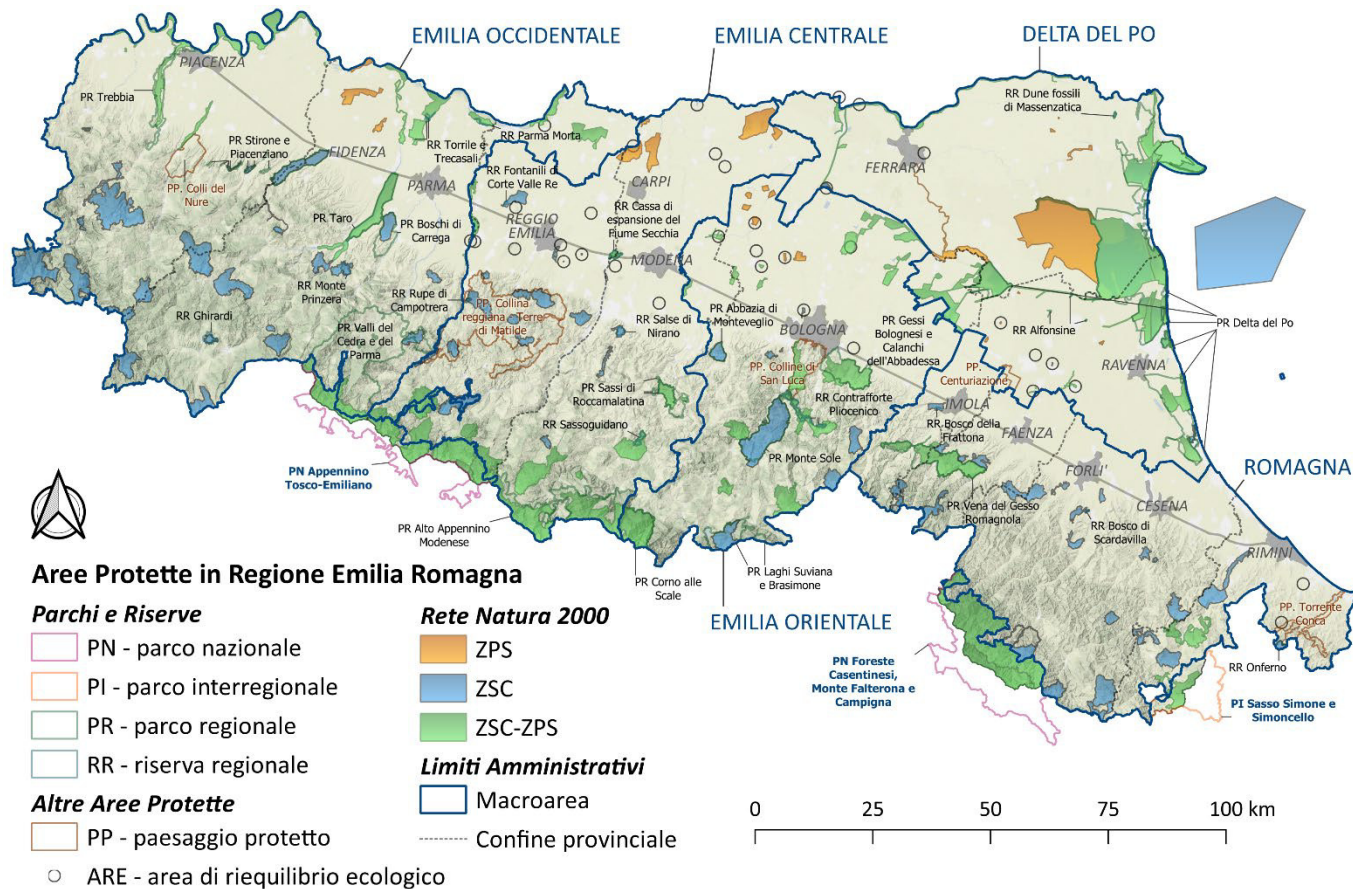 EMILIA OCCIDENTALE
EMILIA CENTRALE
DELTA DEL PO
PIACENZA
PR Trebbia
RR Dune fossili
di Massenzatica
PR Stirone e
Piacenziano
FIDENZA
RR Torrile e
Trecasali
RR Parma Morta
PP. Colli del
Nure
PARMA
RR Fontanili di
Corte Valle Re
CARPI
FERRARA
PR Taro
PR Boschi di
Carrega
REGGIO
EMILIA
RR Cassa di
espansione del
Fiume Secchia
MODENA
RR Monte
Prinzera
RR Rupe di
Campotrera
PP. Collina
reggiana - Terre
di Matilde
RR Ghirardi
PR Valli del
Cedra e del
Parma
RR Salse di
Nirano
PR Abbazia di
Monteveglio
BOLOGNA
PR Gessi
Bolognesi e
Calanchi
dell'Abbadessa
RR Alfonsine
PR Delta del Po
RAVENNA
PP. Colline di
San Luca
PP.
Centuriazione
PR Sassi di
Roccamalatina
RR Contrafforte
Pliocenico
IMOLA
RR Bosco della
Frattona
FAENZA
RR Sassoguidano
PR Monte Sole
FORLI'
ROMAGNA
PN Appennino
Tosco-Emiliano
PR Vena del Gesso
Romagnola
CESENA
RR Bosco di
Scardavilla
PR Alto Appennino
Modenese
RIMINI
PR Corno alle
Scale
PR Laghi Suviana
e Brasimone
EMILIA ORIENTALE
PP. Torrente
Conca
PN Foreste
Casentinesi,
Monte Falterona e
Campigna
RR Onferno
PI Sasso Simone e
Simoncello
Aree Protette in Regione Emilia Romagna
Parchi e Riserve
PN - parco nazionale
PI - parco interregionale
PR - parco regionale
RR - riserva regionale
Altre Aree Protette
PP - paesaggio protetto
ARE - area di riequilibrio ecologico
Rete Natura 2000
ZPS
ZSC
ZSC-ZPS
Limiti Amministrativi
Macroarea
Confine provinciale
0 25 50 75 100 km